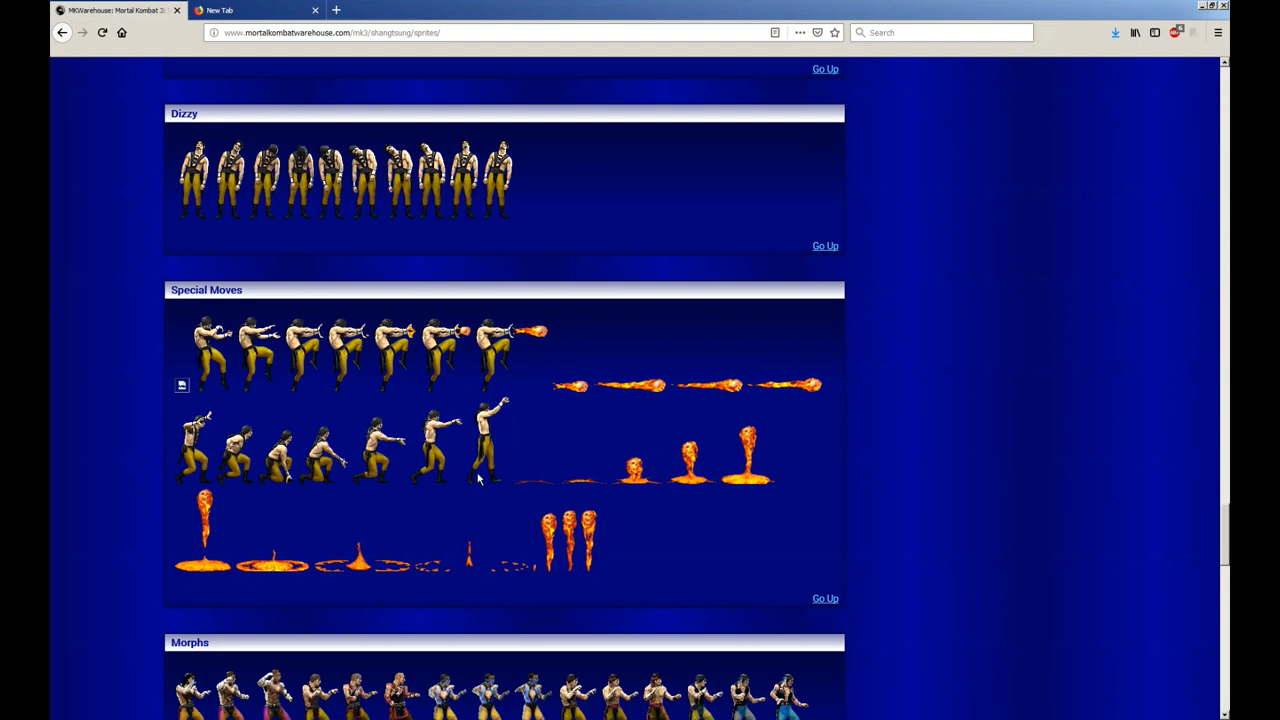 MKWarehouse: Mortal Kombat 3: S
New Tab
www.mortalkombatwarehouse.com/mk3/shangtsung/sprites/
Search
6
Go Up
Dizzy
Go Up
Special Moves
Go Up
Morphs